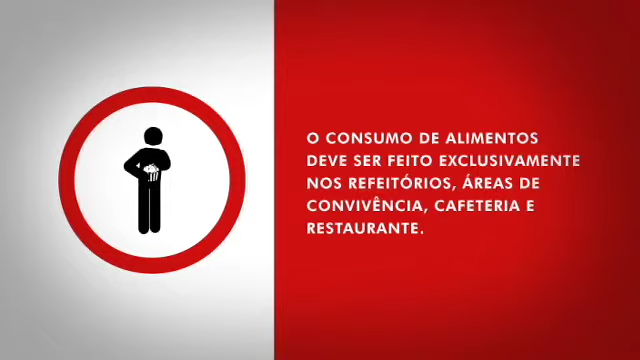 O CONSUMO DE ALIMENTOS
DEVE SER FEITO EXCLUSIVAMENTE
NOS REFEITÓRIOS, ÁREAS DE
CONVIVÊNCIA, CAFETERIA E
RESTAURANTE.